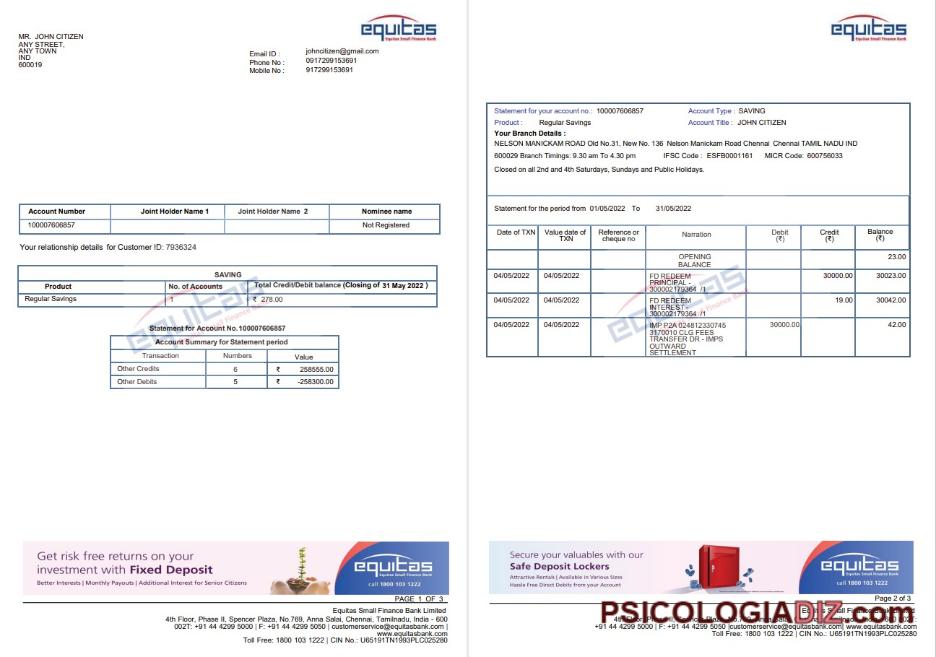 equitas
Equitas Small Finance Bank
MR. JOHN CITIZEN
ANY STREET,
ANY TOWN
IND
600019
Email ID : johncitizen@gmail.com
Phone No : 0917299153691
Mobile No : 917299153691
Account Number Joint Holder Name 1 Joint Holder Name 2 Nominee name
100007606857 Not Registered
Your relationship details for Customer ID: 7936324
SAVING
Product No. of Accounts Total Credit/Debit balance (Closing of 31 May 2022 )
Regular Savings 1 ₹ 278.00
Statement for Account No.100007606857
Account Summary for Statement period
Transaction Numbers Value
Other Credits 6 ₹ 258555.00
Other Debits 5 ₹ -258300.00
equitas
Get risk free returns on your
investment with Fixed Deposit
Better Interests | Monthly Payouts | Additional Interest for Senior Citizens
equitas
Equitas Small Finance Bank
call 1800 103 1222
PAGE 1 OF 3
Equitas Small Finance Bank Limited
4th Floor, Phase II, Spencer Plaza, No.769, Anna Salai, Chennai, Tamilnadu, India - 600
002T: +91 44 4299 5000 | F: +91 44 4299 5050 | customerservice@equitasbank.com|
www.equitasbank.com
Toll Free: 1800 103 1222 | CIN No.: U65191TN1993PLC025280
equitas
Equitas Small Finance Bank
Statement for your account no.: 100007606857 Account Type : SAVING
Product : Regular Savings Account Title : JOHN CITIZEN
Your Branch Details :
NELSON MANICKAM ROAD Old No.31, New No. 136 Nelson Manickam Road Chennai Chennai TAMIL NADU IND
600029 Branch Timings: 9.30 am To 4.30 pm IFSC Code : ESFB0001161 MICR Code: 600756033
Closed on all 2nd and 4th Saturdays, Sundays and Public Holidays.
Statement for the period from 01/05/2022 To 31/05/2022
Date of TXN Value date of TXN Reference or cheque no Narration Debit (₹) Credit (₹) Balance (₹)
OPENING BALANCE 23.00
04/05/2022 04/05/2022 FD REDEEM PRINCIPAL - 300002179364 /1 30000.00 30023.00
04/05/2022 04/05/2022 FD REDEEM INTEREST - 300002179364 /1 19.00 30042.00
04/05/2022 04/05/2022 IMP P2A 024812330745 3170010 CLG FEES TRANSFER DR - IMPS OUTWARD SETTLEMENT 30000.00 42.00
equitas
Secure your valuables with our
Safe Deposit Lockers
Attractive Rentals | Available in Various Sizes
Hassle Free Direct Debits from your Account
equitas
Equitas Small Finance Bank
call 1800 103 1222
Page 2 of 3
PSICOLOGIADIZ.com
www.equitasbank.com
Toll Free: 1800 103 1222 | CIN No.: U65191TN1993PLC025280